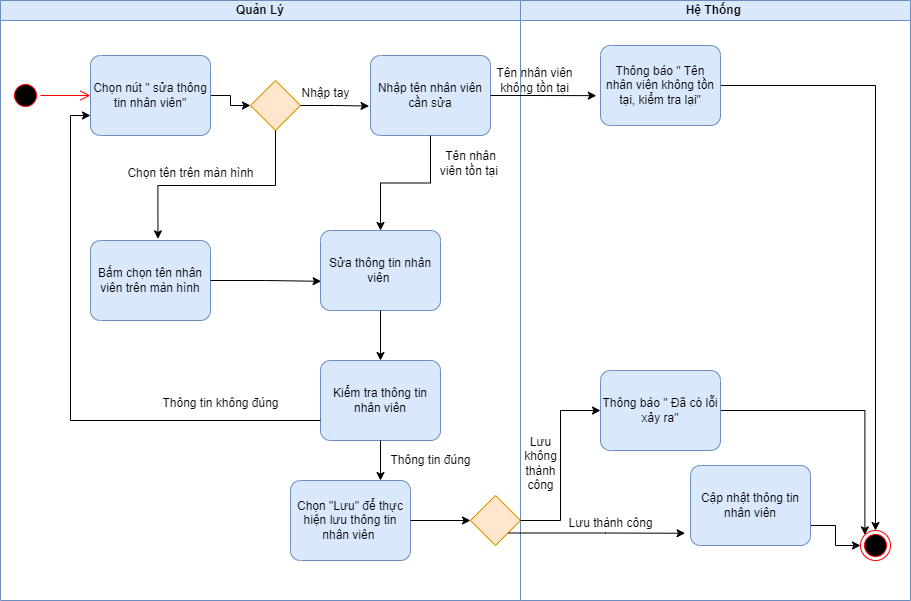 Quản Lý
Hệ Thống
Chọn nút " sửa thông
tin nhân viên"
Nhập tay
Nhập tên nhân viên
cần sửa
Tên nhân viên
không tồn tại
Thông báo " Tên
nhân viên không tồn
tại, kiểm tra lại"
Tên nhân
viên tồn tại
Chọn tên trên màn hình
Bấm chọn tên nhân
viên trên màn hình
Sửa thông tin nhân
viên
Kiểm tra thông tin
nhân viên
Thông tin không đúng
Thông báo " Đã có lỗi
xảy ra"
Lưu
không
thành
công
Thông tin đúng
Chọn "Lưu" để thực
hiện lưu thông tin
nhân viên
Lưu thành công
Cập nhật thông tin
nhân viên